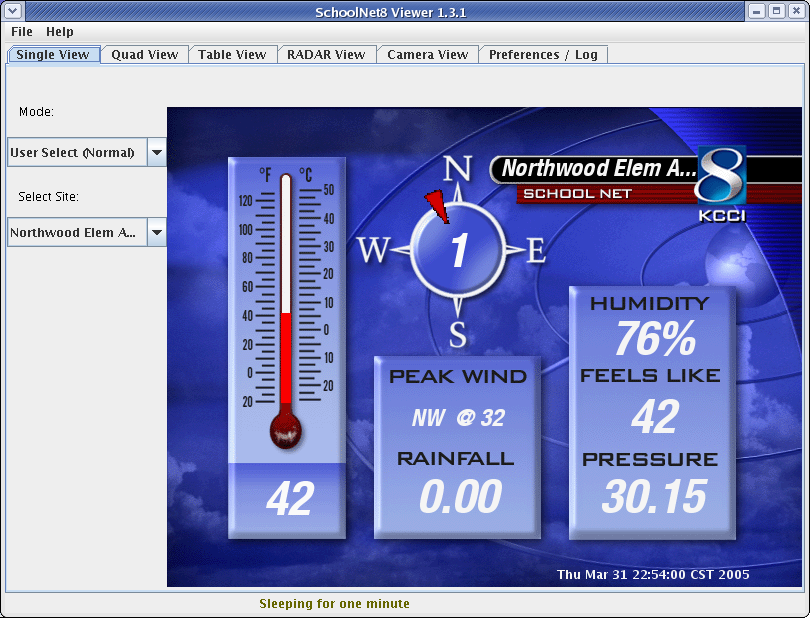 SchoolNet8 Viewer 1.3.1
File Help
Single View Quad View Table View RADAR View Camera View Preferences / Log
Mode:
User Select (Normal)
Select Site:
Northwood Elem A...
°F °C
120
100
80
60
40
20
0
20
50
40
30
20
10
0
10
20
42
N
W
E
S
1
Northwood Elem A...
SCHOOL NET
8
KCCI
PEAK WIND
NW @ 32
RAINFALL
0.00
HUMIDITY
76%
FEELS LIKE
42
PRESSURE
30.15
Thu Mar 31 22:54:00 CST 2005
Sleeping for one minute